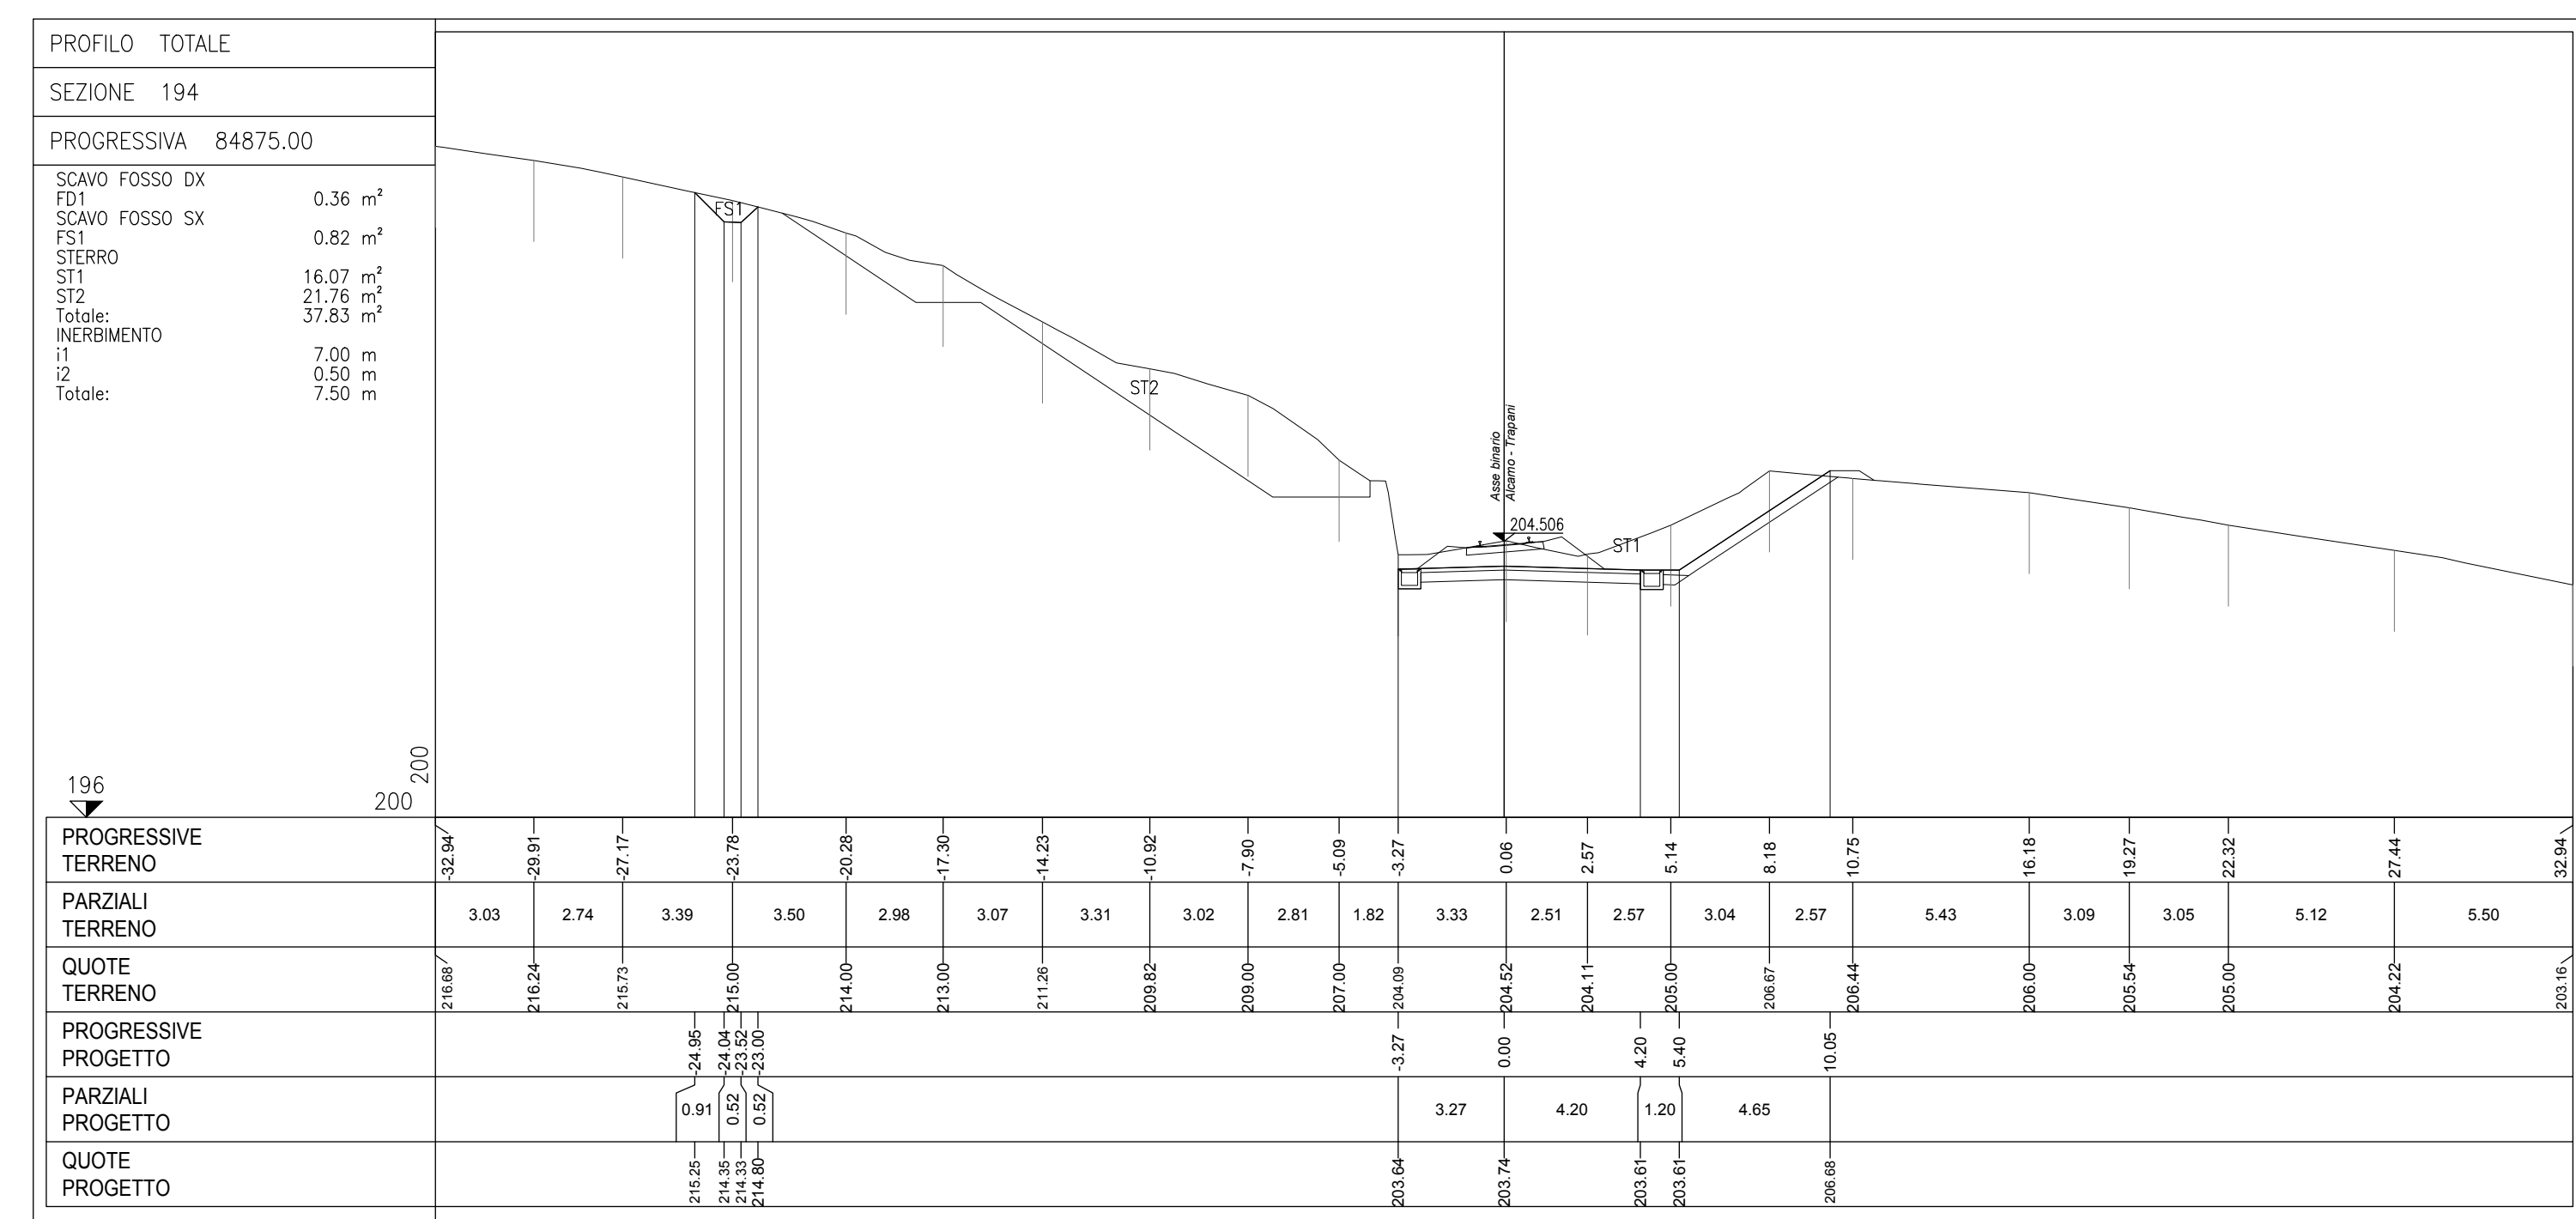 PROFILO TOTALE
SEZIONE 194
PROGRESSIVA 84875.00
SCAVO FOSSO DX
FD1 0.36 m²
SCAVO FOSSO SX
FS1 0.82 m²
STERRO
ST1 16.07 m²
ST2 21.76 m²
Totale: 37.83 m²
INERBIMENTO
i1 7.00 m
i2 0.50 m
Totale: 7.50 m
FS1
ST2
Asse binario
Alcamo - Trapani
204.506
ST1
200
196
200
PROGRESSIVE
TERRENO
-32.94 -29.91 -27.17 -23.78 -20.28 -17.30 -14.23 -10.92 -7.90 -5.09 -3.27 0.06 2.57 5.14 8.18 10.75 16.18 19.27 22.32 27.44 32.94
PARZIALI
TERRENO
3.03 2.74 3.39 3.50 2.98 3.07 3.31 3.02 2.81 1.82 3.33 2.51 2.57 3.04 2.57 5.43 3.09 3.05 5.12 5.50
QUOTE
TERRENO
216.68 216.24 215.73 215.00 214.00 213.00 211.26 209.82 209.00 207.00 204.09 204.52 204.11 205.00 206.67 206.44 206.00 205.54 205.00 204.22 203.16
PROGRESSIVE
PROGETTO
-24.95 -24.04 -23.52 -23.00 -3.27 0.00 4.20 5.40 10.05
PARZIALI
PROGETTO
0.91 0.52 0.52 3.27 4.20 1.20 4.65
QUOTE
PROGETTO
215.25 214.35 214.33 214.80 203.64 203.74 203.61 203.61 206.68